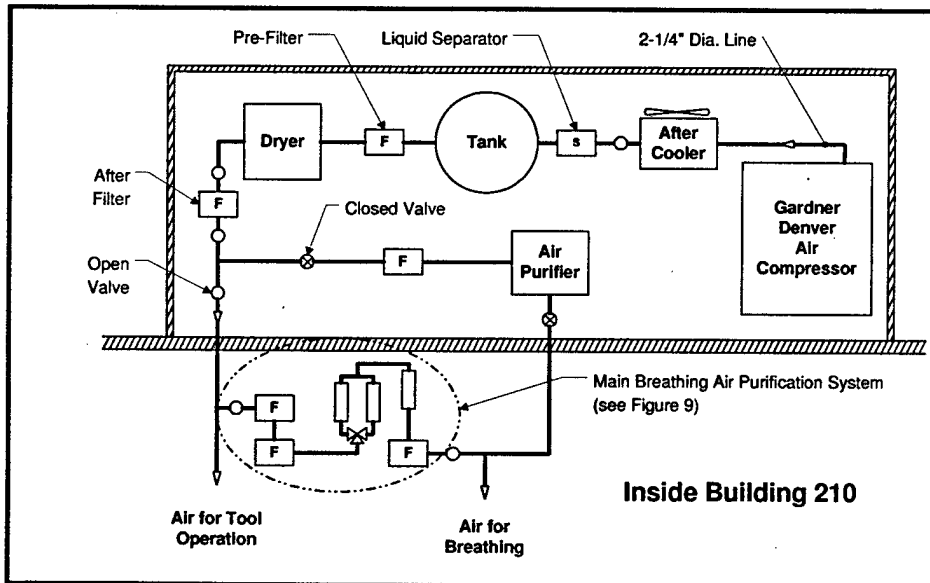 Pre-Filter
Liquid Separator
2-1/4" Dia. Line
Dryer
F
Tank
s
After
Cooler
After
Filter
F
Closed Valve
Gardner
Denver
Air
Compressor
Open
Valve
F
Air
Purifier
Main Breathing Air Purification System
(see Figure 9)
F
F
F
Inside Building 210
Air for Tool
Operation
Air for
Breathing